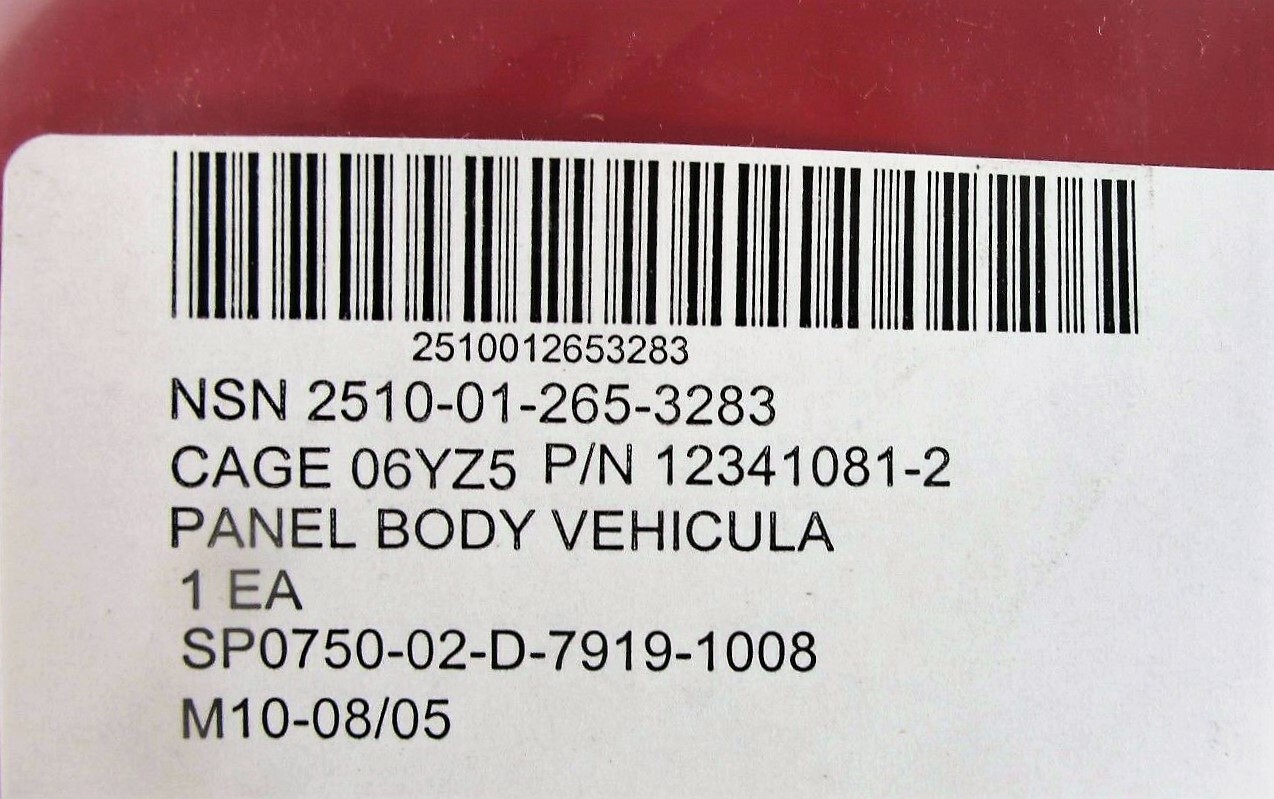 2510012653283
NSN 2510-01-265-3283
CAGE 06YZ5 P/N 12341081-2
PANEL BODY VEHICULA
1 EA
SP0750-02-D-7919-1008
M10-08/05